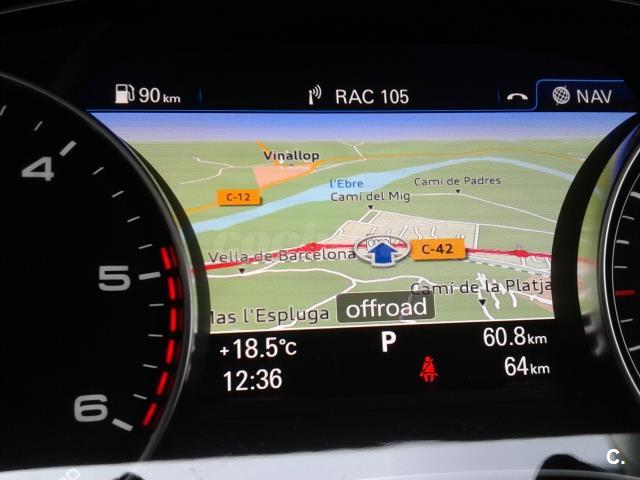 90 km
RAC 105
NAV
Vinallop
C-12
l'Ebre
Camí de Padres
Camí del Mig
Vella de Barcelona
C-42
Camí de la Platja
Mas l'Espluga
offroad
4
5
6
+18.5°C
P
60.8 km
12:36
64 km
C.